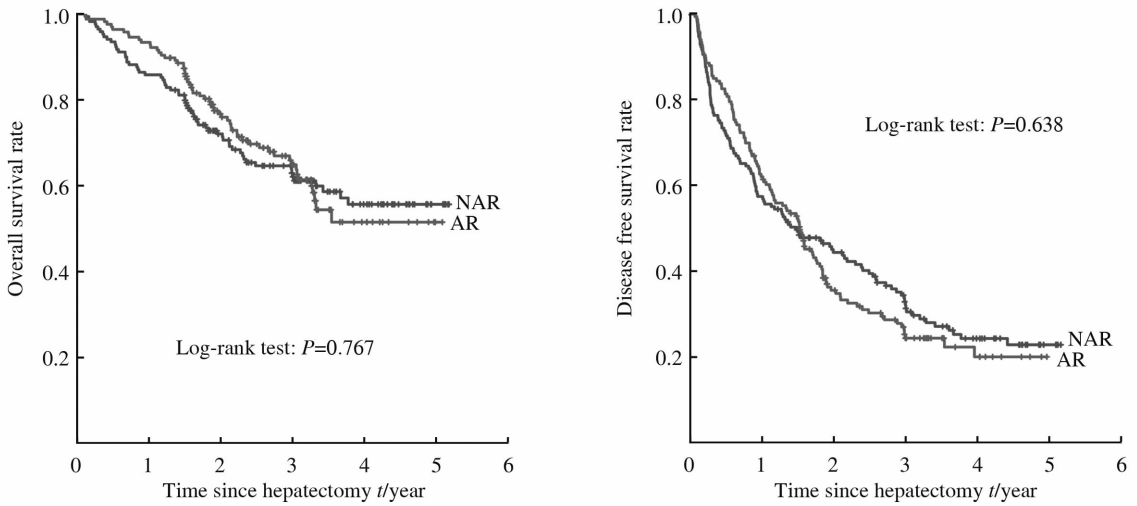 1.0
0.8
0.6
0.4
0.2
Overall survival rate
NAR
AR
Log-rank test: P=0.767
0 1 2 3 4 5 6
Time since hepatectomy t/year
1.0
0.8
0.6
0.4
0.2
Disease free survival rate
Log-rank test: P=0.638
NAR
AR
0 1 2 3 4 5 6
Time since hepatectomy t/year